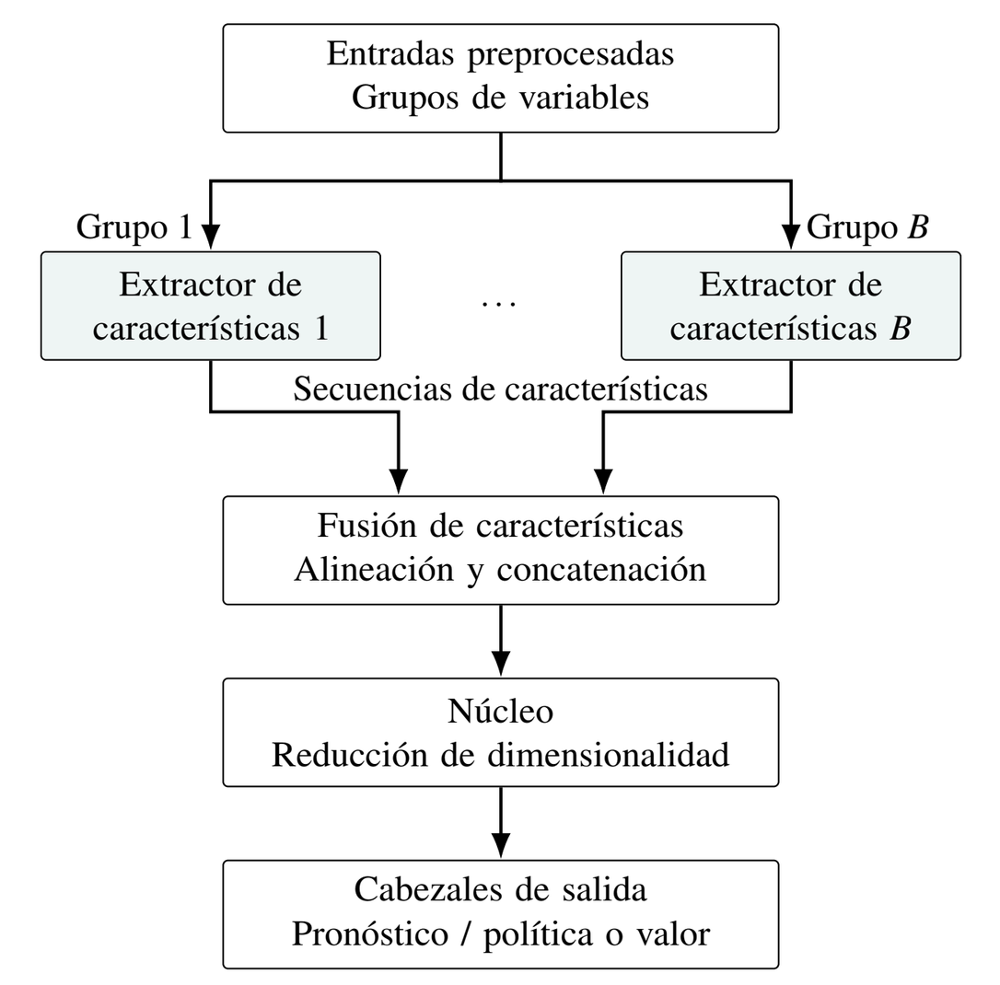 Entradas preprocesadas
Grupos de variables
Grupo 1
Grupo B
Extractor de
características 1
...
Extractor de
características B
Secuencias de características
Fusión de características
Alineación y concatenación
Núcleo
Reducción de dimensionalidad
Cabezales de salida
Pronóstico / política o valor